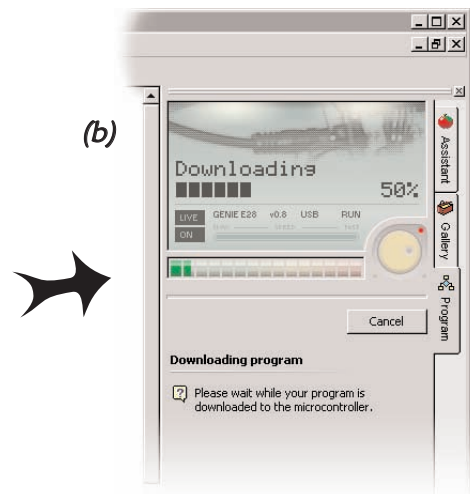 (b)
Downloading
50%
LIVE GENIE E28 v0.8 USB RUN
ON
Cancel
Downloading program
Please wait while your program is
downloaded to the microcontroller.
Assistant
Gallery
Program